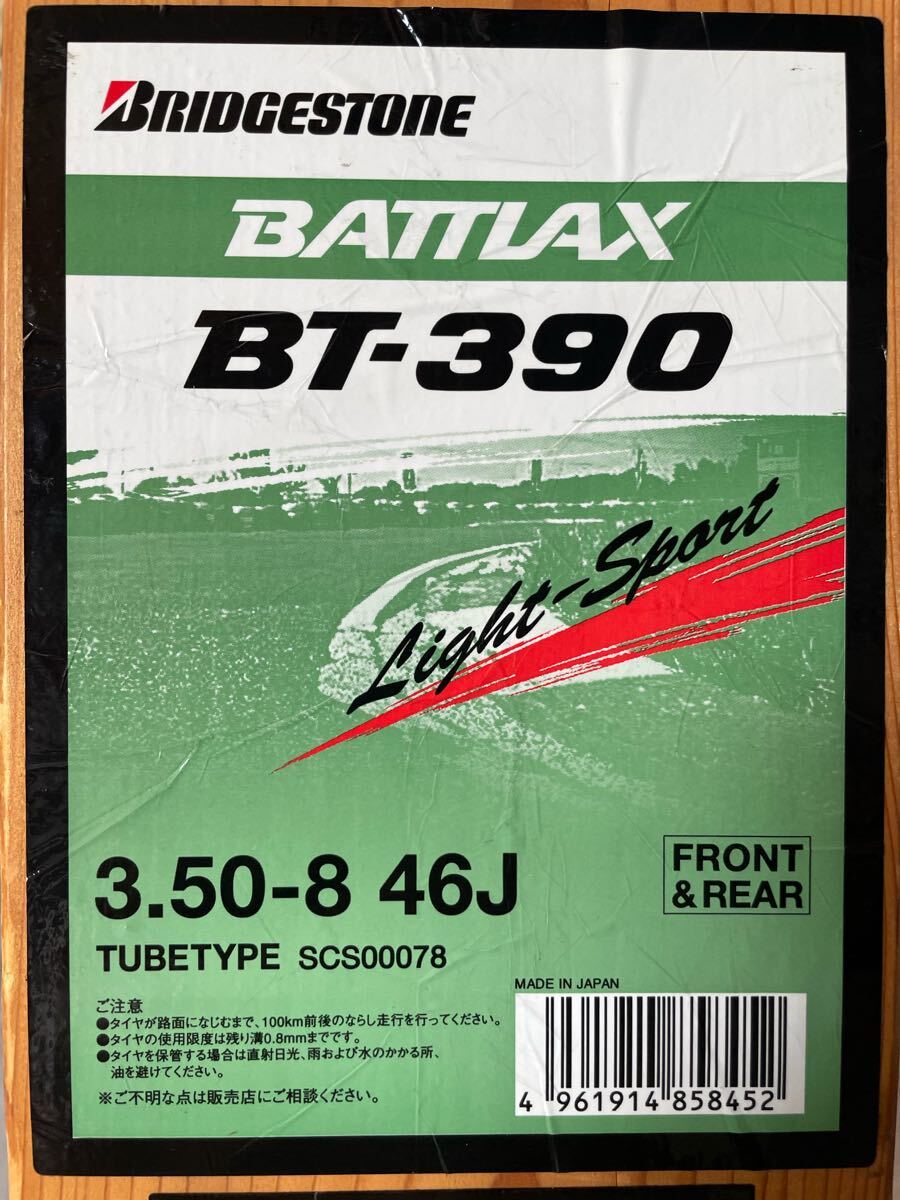 BRIDGESTONE
BATTLAX
BT-390
Light-Sport
3.50-8 46J
FRONT
& REAR
TUBETYPE SCS00078
ご注意
●タイヤが路面になじむまで、100km前後のならし走行を行ってください。
●タイヤの使用限度は残り溝0.8mmまでです。
●タイヤを保管する場合は直射日光、雨および水のかかる所、
油を避けてください。
※ご不明な点は販売店にご相談ください。
MADE IN JAPAN
4 961914 858452